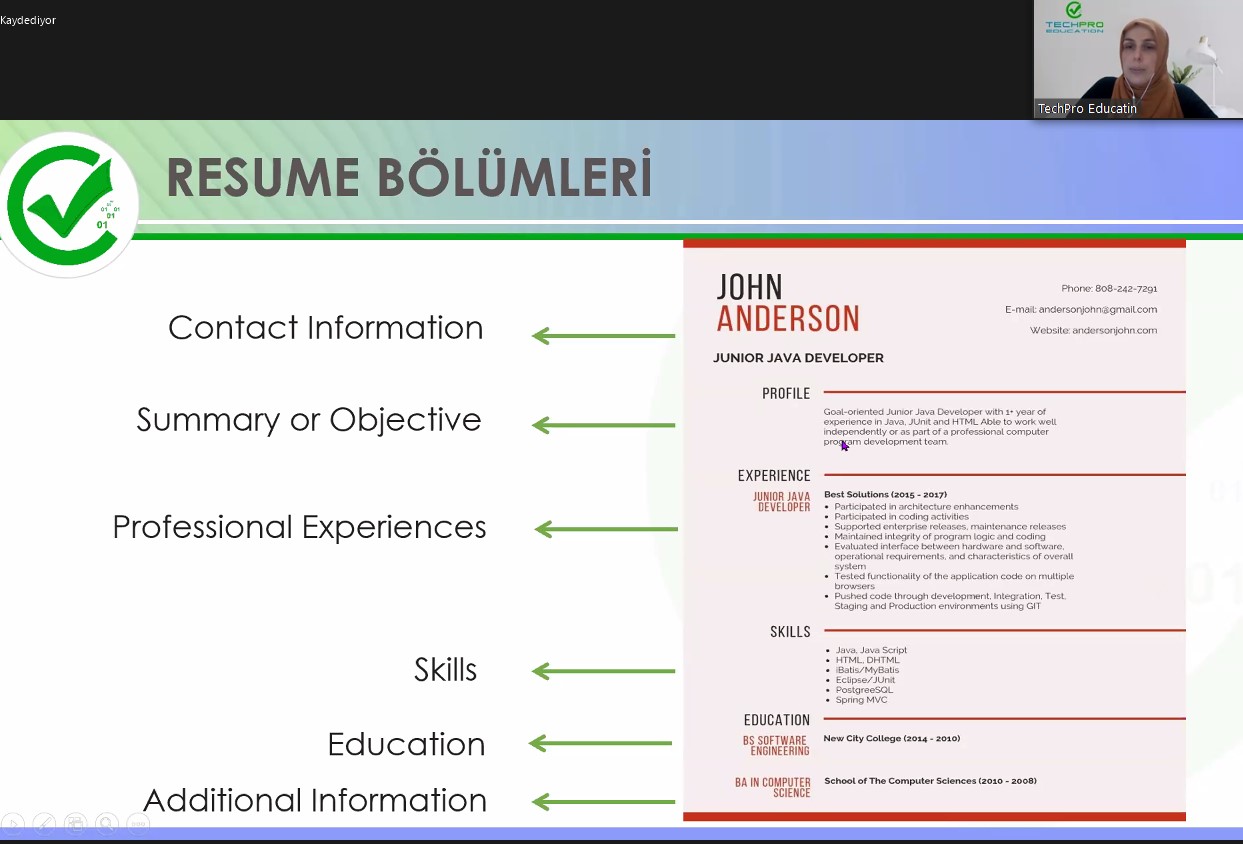 Kaydediyor
TECHPRO
EDUCATION
TechPro Educatin
RESUME BÖLÜMLERİ
01 01
01
01
Contact Information
Summary or Objective
Professional Experiences
Skills
Education
Additional Information
JOHN
ANDERSON
Phone: 808-242-7291
E-mail: andersonjohn@gmail.com
Website: andersonjohn.com
JUNIOR JAVA DEVELOPER
PROFILE
Goal-oriented Junior Java Developer with 1+ year of
experience in Java, JUnit and HTML Able to work well
independently or as part of a professional computer
program development team.
EXPERIENCE
JUNIOR JAVA
DEVELOPER
Best Solutions (2015 - 2017)
• Participated in architecture enhancements
• Participated in coding activities
• Supported enterprise releases, maintenance releases
• Maintained integrity of program logic and coding
• Evaluated interface between hardware and software,
operational requirements, and characteristics of overall
system
• Tested functionality of the application code on multiple
browsers
• Pushed code through development, Integration, Test,
Staging and Production environments using GIT
SKILLS
• Java, Java Script
• HTML, DHTML
• iBatis/MyBatis
• Eclipse/JUnit
• PostgreeSQL
• Spring MVC
EDUCATION
BS SOFTWARE
ENGINEERING
New City College (2014 - 2010)
BA IN COMPUTER
SCIENCE
School of The Computer Sciences (2010 - 2008)
01
01